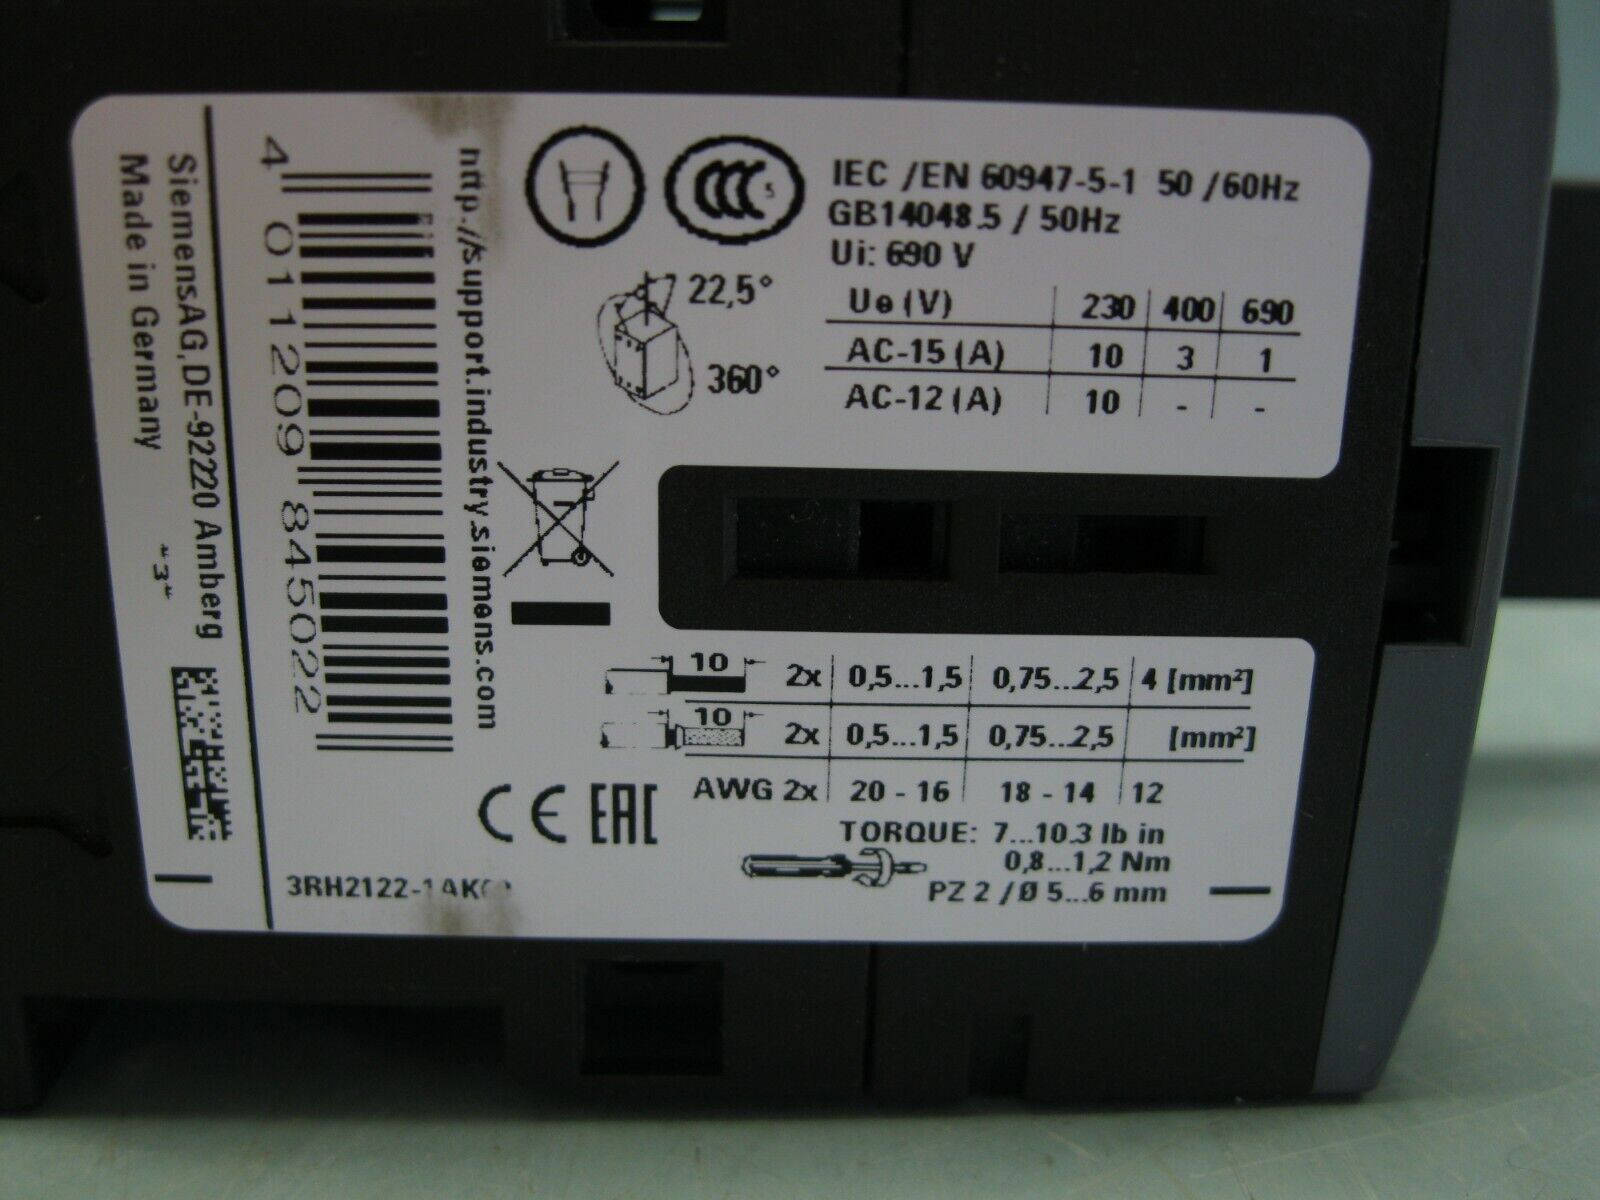 IEC /EN 60947-5-1 50 /60Hz
GB14048.5 / 50Hz
Ui: 690 V
Ue (V) 230 400 690
AC-15 (A) 10 3 1
AC-12 (A) 10 - -
22,5°
360°
CCC 5
SiemensAG, DE-92220 Amberg
Made in Germany
"3"
4 011209 845022
http://support.industry.siemens.com
10 2x 0,5...1,5 0,75...2,5 4 [mm²]
10 2x 0,5...1,5 0,75...2,5 [mm²]
AWG 2x 20 - 16 18 - 14 12
TORQUE: 7...10.3 lb in
0,8...1,2 Nm
PZ 2 / Ø 5...6 mm
CE EAC